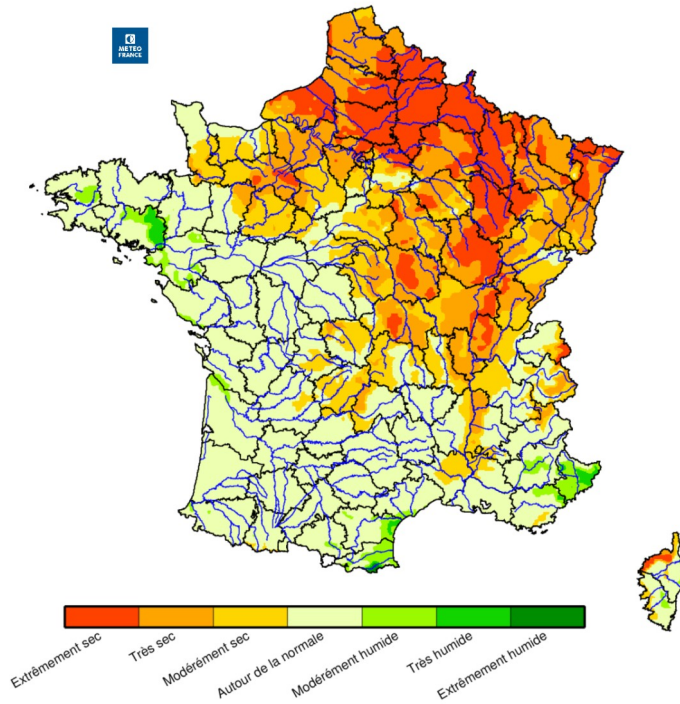 METEO
FRANCE
Extrêmement sec
Très sec
Modérément sec
Autour de la normale
Modérément humide
Très humide
Extrêmement humide